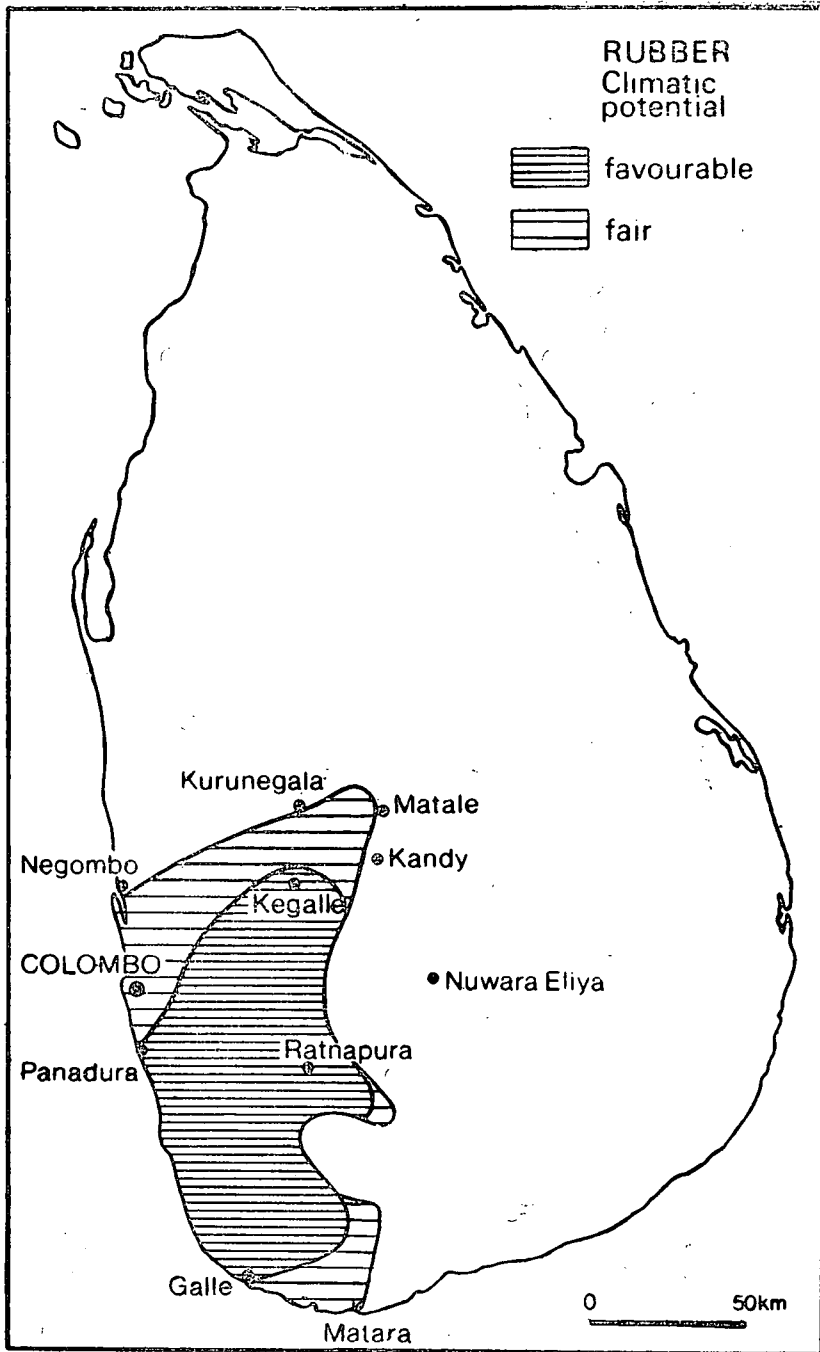 RUBBER
Climatic
potential
favourable
fair
Kurunegala
Matale
Negombo
Kandy
Kegalle
COLOMBO
Nuwara Eliya
Ratnapura
Panadura
Galle
Matara
0 50km